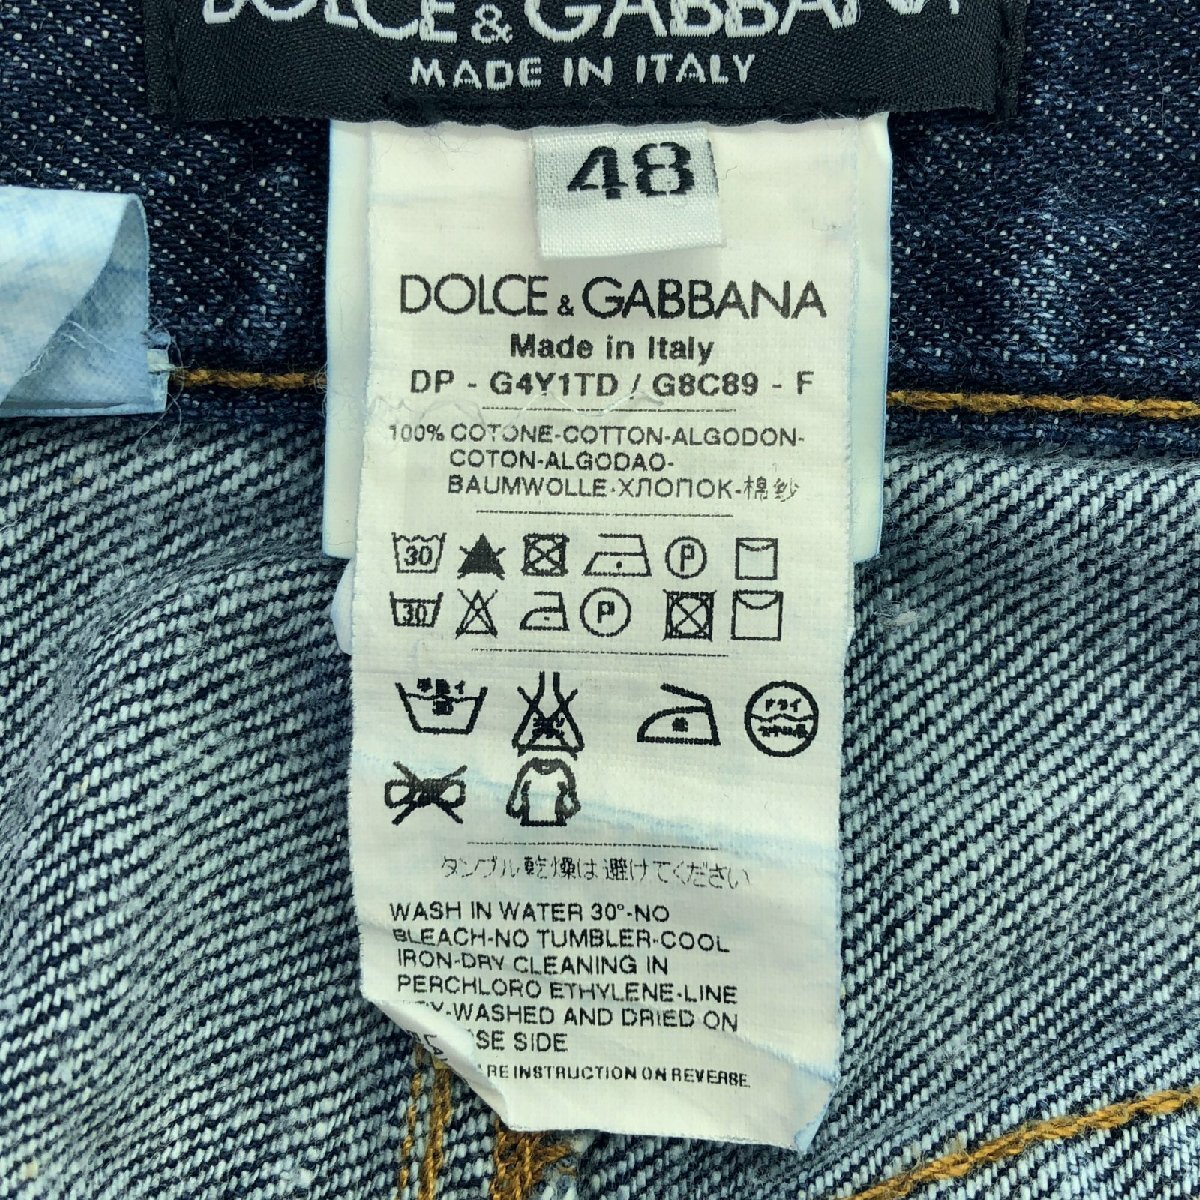 DOLCE & GABBANA
MADE IN ITALY
48
DOLCE & GABBANA
Made in Italy
DP - G4Y1TD / G8C89 - F
100% COTONE-COTTON-ALGODON-
COTON-ALGODAO-
BAUMWOLLE-ХЛОПОК-棉纱
30 P
30 P
ドライ
タンブル乾燥は避けてください
WASH IN WATER 30°-NO
BLEACH-NO TUMBLER-COOL
IRON-DRY CLEANING IN
PERCHLORO ETHYLENE-LINE
-WASHED AND DRIED ON
SIDE
INSTRUCTION ON REVERSE